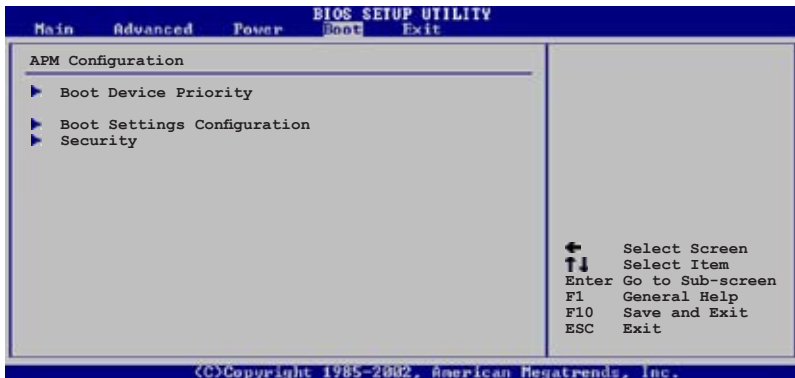 BIOS SETUP UTILITY
Main Advanced Power Boot Exit
APM Configuration
Boot Device Priority
Boot Settings Configuration
Security
← Select Screen
↑↓ Select Item
Enter Go to Sub-screen
F1 General Help
F10 Save and Exit
ESC Exit
(C)Copyright 1985-2002, American Megatrends, Inc.